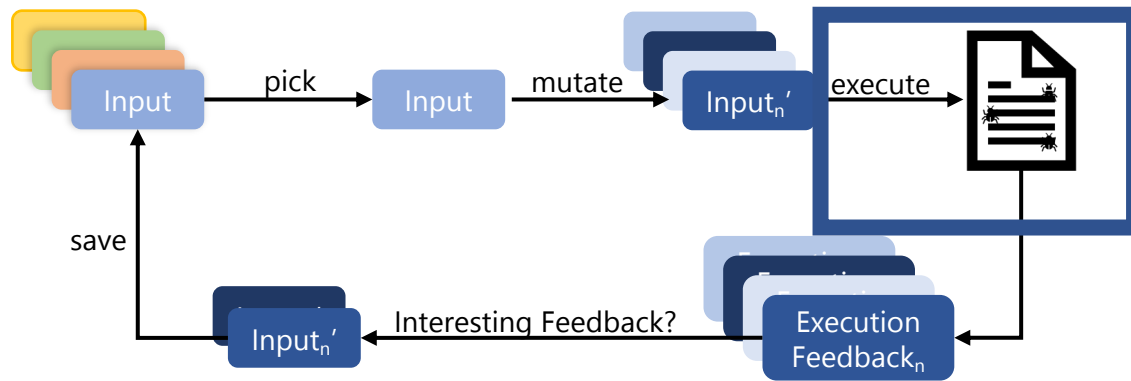 Input
pick
Input
mutate
Inputₙ′
execute
save
Inputₙ′
Interesting Feedback?
Execution
Feedbackₙ